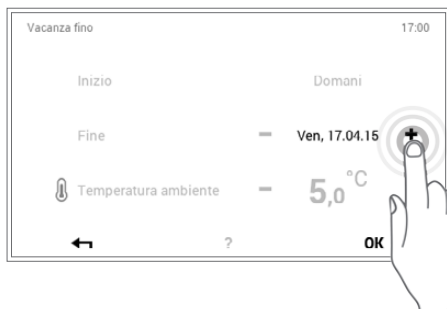 Vacanza fino 17:00
Inizio Domani
Fine − Ven, 17.04.15 +
Temperatura ambiente − 5,0 °C
? OK